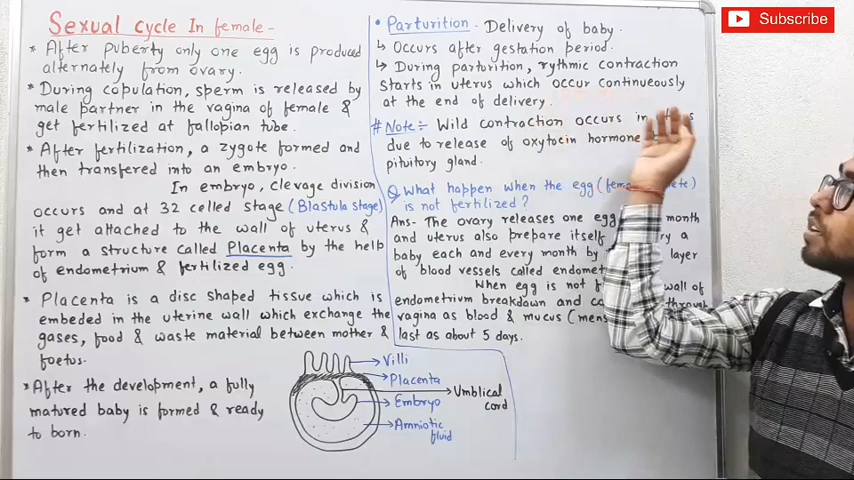 Sexual cycle In female -
* After puberty only one egg is produced
alternately from ovary.
* During copulation, sperm is released by
male partner in the vagina of female &
get fertilized at fallopian tube.
* After fertilization, a zygote formed and
then transfered into an embryo.
In embryo, clevage division
occurs and at 32 celled stage (Blastula stage)
it get attached to the wall of uterus &
form a structure called Placenta by the help
of endometrium & fertilized egg.
* Placenta is a disc shaped tissue which is
embeded in the uterine wall which exchange the
gases, food & waste material between mother &
foetus.
* After the development, a fully
matured baby is formed & ready
to born.
Villi
Placenta
Umblical
cord
Embryo
Amniotic
fluid
• Parturition - Delivery of baby.
↳ Occurs after gestation period.
↳ During parturition, rythmic contraction
starts in uterus which occur continueously
at the end of delivery.
# Note:- Wild contraction occurs in
due to release of oxytocin hormone
pituitory gland.
Q What happen when the egg (
is not fertilized?
Ans- The ovary releases one egg month
and uterus also prepare itself a
baby each and every month by layer
of blood vessels called
When egg is not wall of
endometrium breakdown and through
vagina as blood & mucus (
last as about 5 days.
Subscribe